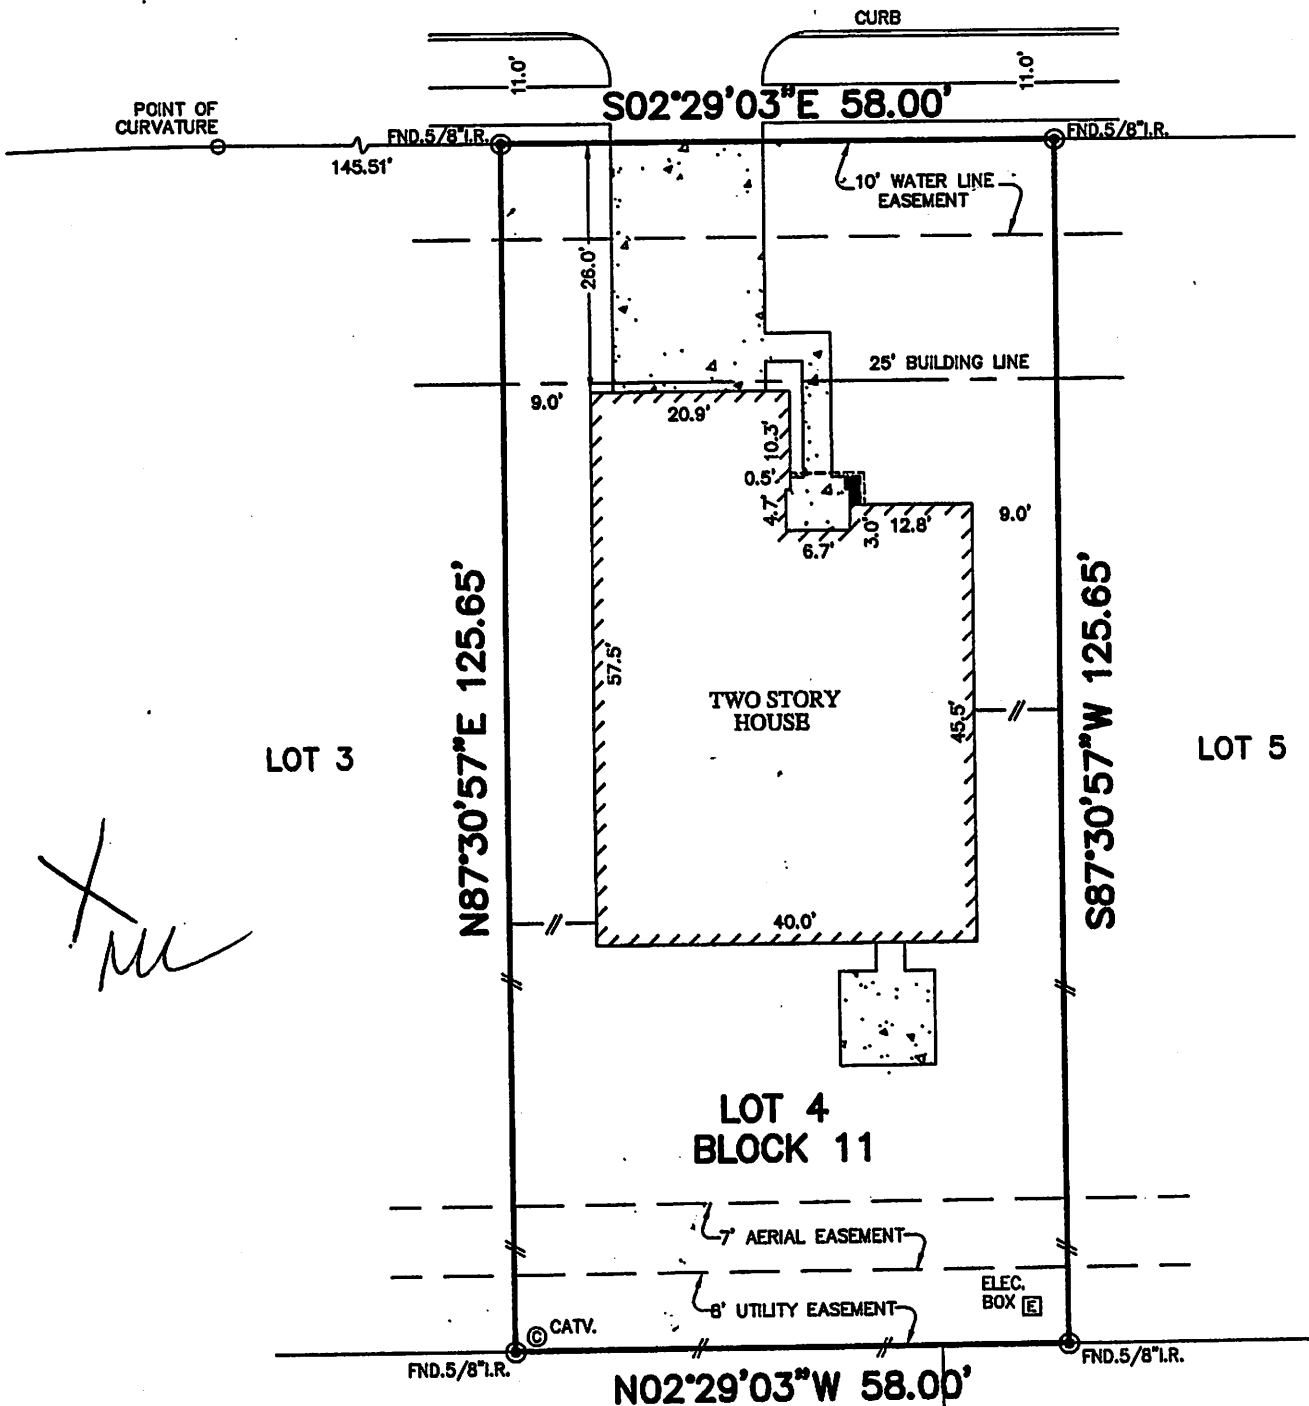 CURB
11.0'
11.0'
S02°29'03"E 58.00'
POINT OF
CURVATURE
FND.5/8"I.R.
FND.5/8"I.R.
145.51'
10' WATER LINE
EASEMENT
26.0'
25' BUILDING LINE
9.0'
20.9'
10.3'
0.5'
4.7'
6.7'
3.0'
12.8'
9.0'
N87°30'57"E 125.65'
S87°30'57"W 125.65'
57.5'
TWO STORY
HOUSE
45.5'
LOT 3
LOT 5
40.0'
LOT 4
BLOCK 11
7' AERIAL EASEMENT
8' UTILITY EASEMENT
ELEC.
BOX E
C CATV.
FND.5/8"I.R.
FND.5/8"I.R.
N02°29'03"W 58.00'